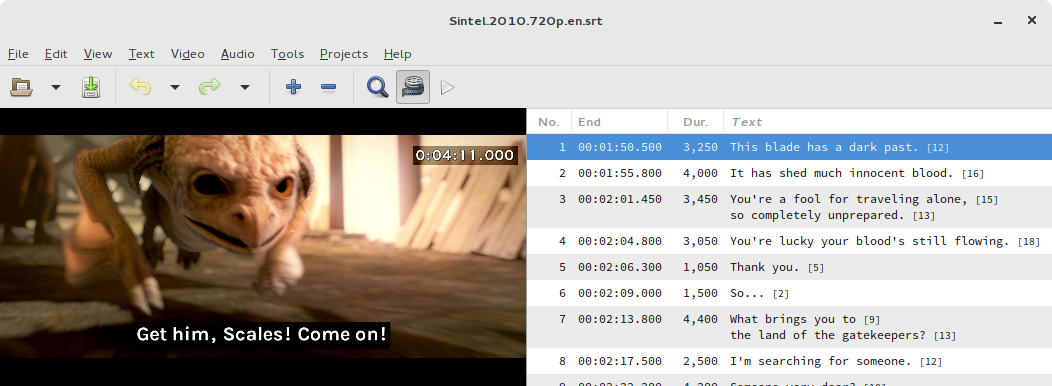 Sintel.2010.720p.en.srt
File Edit View Text Video Audio Tools Projects Help
0:04:11.000
Get him, Scales! Come on!
No. End Dur. Text
1 00:01:50.500 3,250 This blade has a dark past. [12]
2 00:01:55.800 4,000 It has shed much innocent blood. [16]
3 00:02:01.450 3,450 You're a fool for traveling alone, [15]
so completely unprepared. [13]
4 00:02:04.800 3,050 You're lucky your blood's still flowing. [18]
5 00:02:06.300 1,050 Thank you. [5]
6 00:02:09.000 1,500 So... [2]
7 00:02:13.800 4,400 What brings you to [9]
the land of the gatekeepers? [13]
8 00:02:17.500 2,500 I'm searching for someone. [12]